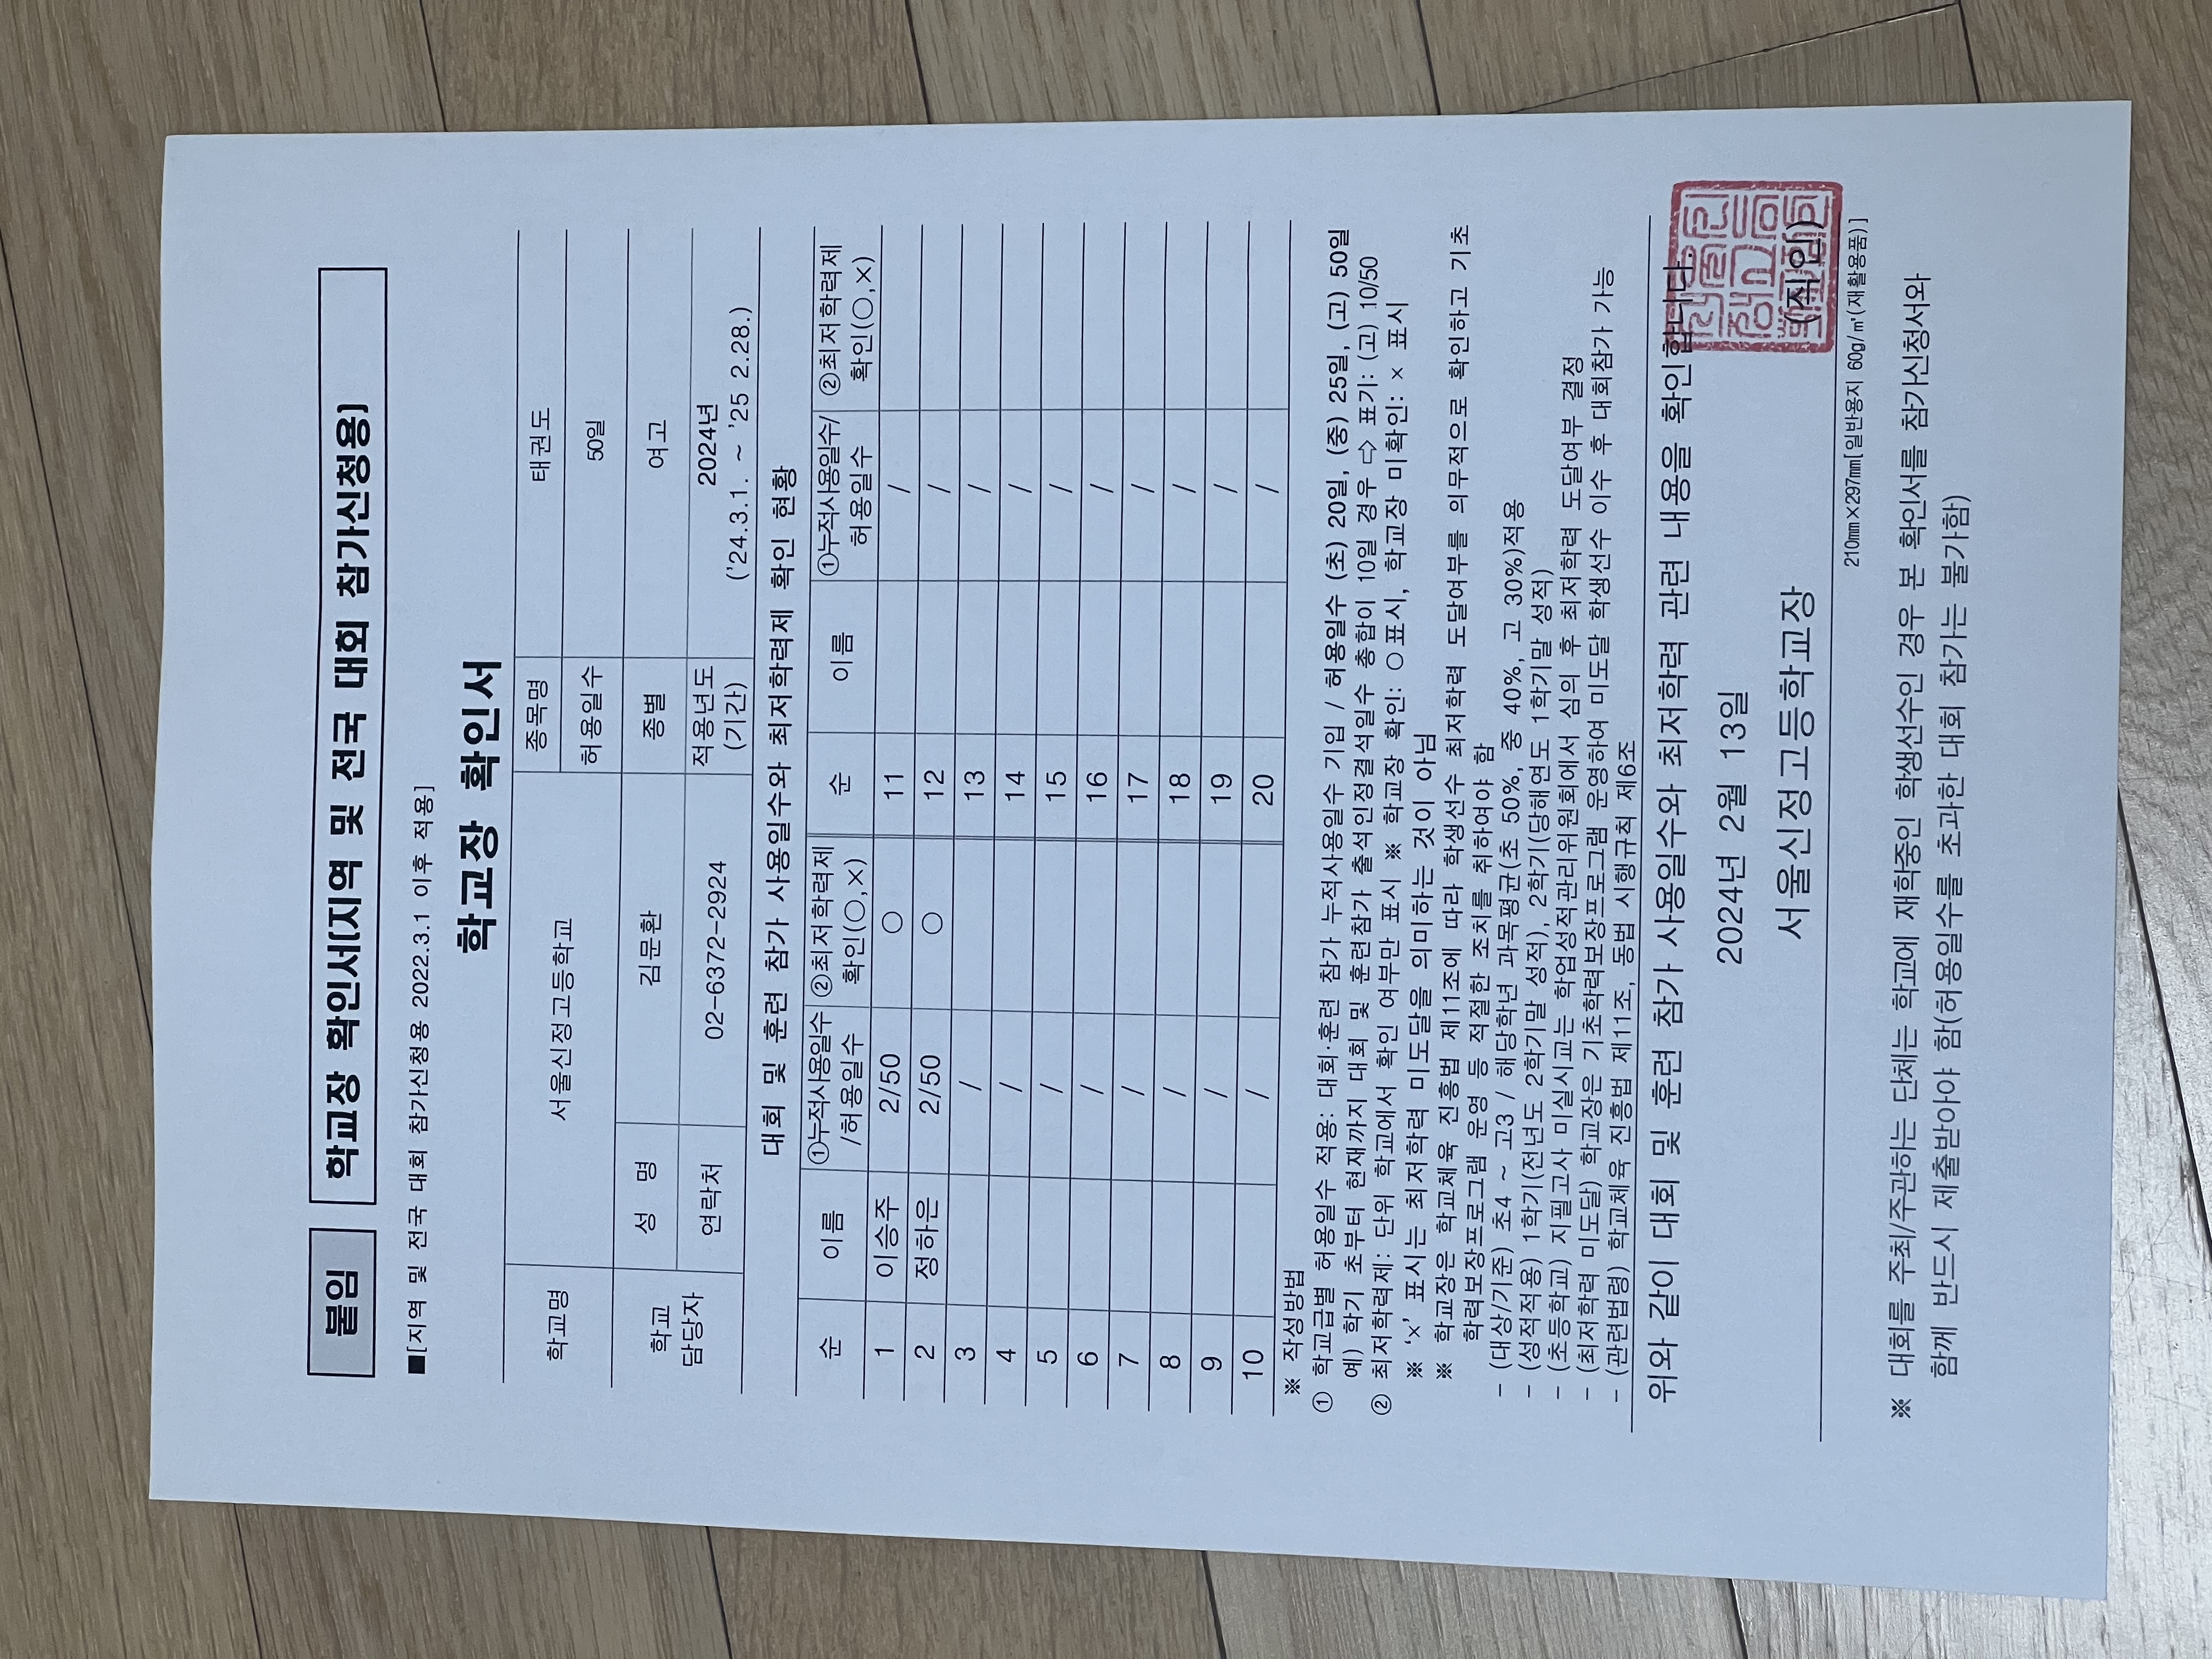 붙임 학교장 확인서(지역 및 전국 대회 참가신청용)
■[지역 및 전국 대회 참가신청용 2022.3.1 이후 적용]
학교장 확인서
학교명 서울신정고등학교 종목명 태권도
허용일수 50일
학교 담당자 성 명 김문환 종별 여고
연락처 02-6372-2924 적용년도 (기간) 2024년
('24.3.1. ~ '25 2.28.)
대회 및 훈련 참가 사용일수와 최저학력제 확인 현황
순 이름 ①누적사용일수 /허용일수 ②최저학력제 확인(○,×) 순 이름 ①누적사용일수/ 허용일수 ②최저학력제 확인(○,×)
1 이승주 2/50 ○ 11 /
2 정하은 2/50 ○ 12 /
3 / 13 /
4 / 14 /
5 / 15 /
6 / 16 /
7 / 17 /
8 / 18 /
9 / 19 /
10 / 20 /
※ 작성방법
① 학교급별 허용일수 적용: 대회·훈련 참가 누적사용일수 기입 / 허용일수 (초) 20일, (중) 25일, (고) 50일
예) 학기 초부터 현재까지 대회 및 훈련참가 출석인정결석일수 총합이 10일 경우 ⇨ 표기: (고) 10/50
② 최저학력제: 단위 학교에서 확인 여부만 표시 ※ 학교장 확인: ○표시, 학교장 미확인: × 표시
※ '×' 표시는 최저학력 미도달을 의미하는 것이 아님
※ 학교장은 학교체육 진흥법 제11조에 따라 학생선수 최저학력 도달여부를 의무적으로 확인하고 기초
학력보장프로그램 운영 등 적절한 조치를 취하여야 함
- (대상/기준) 초4 ~ 고3 / 해당학년 과목평균(초 50%, 중 40%, 고 30%)적용
- (성적적용) 1학기(전년도 2학기말 성적), 2학기(당해연도 1학기말 성적)
- (초등학교) 지필고사 미실시교는 학업성적관리위원회에서 심의 후 최저학력 도달여부 결정
- (최저학력 미도달) 학교장은 기초학력보장프로그램 운영하여 미도달 학생선수 이수 후 대회참가 가능
- (관련법령) 학교체육 진흥법 제11조, 동법 시행규칙 제6조
위와 같이 대회 및 훈련 참가 사용일수와 최저학력 관련 내용을 확인합니다.
2024년 2월 13일
서울신정고등학교장 (직인)
210㎜×297㎜[일반용지 60g/㎡(재활용품)]
※ 대회를 주최/주관하는 단체는 학교에 재학중인 학생선수인 경우 본 확인서를 참가신청서와
함께 반드시 제출받아야 함(허용일수를 초과한 대회 참가는 불가함)